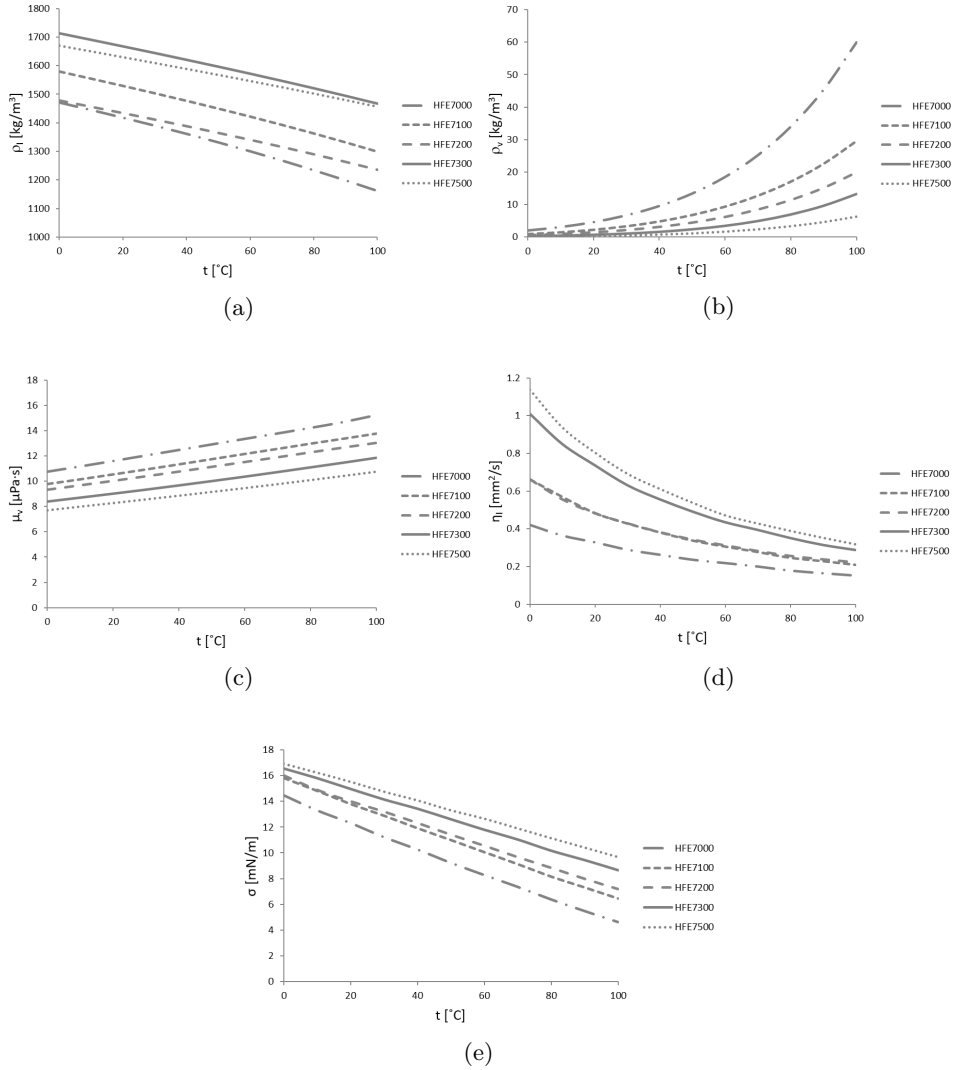 1800
1700
1600
1500
1400
1300
1200
1100
1000
ρl [kg/m³]
0 20 40 60 80 100
t [˚C]
HFE7000
HFE7100
HFE7200
HFE7300
HFE7500
(a)
70
60
50
40
30
20
10
0
ρv [kg/m³]
0 20 40 60 80 100
t [˚C]
HFE7000
HFE7100
HFE7200
HFE7300
HFE7500
(b)
18
16
14
12
10
8
6
4
2
0
μv [μPa·s]
0 20 40 60 80 100
t [˚C]
HFE7000
HFE7100
HFE7200
HFE7300
HFE7500
(c)
1.2
1
0.8
0.6
0.4
0.2
0
ηl [mm²/s]
0 20 40 60 80 100
t [˚C]
HFE7000
HFE7100
HFE7200
HFE7300
HFE7500
(d)
18
16
14
12
10
8
6
4
2
0
σ [mN/m]
0 20 40 60 80 100
t [˚C]
HFE7000
HFE7100
HFE7200
HFE7300
HFE7500
(e)